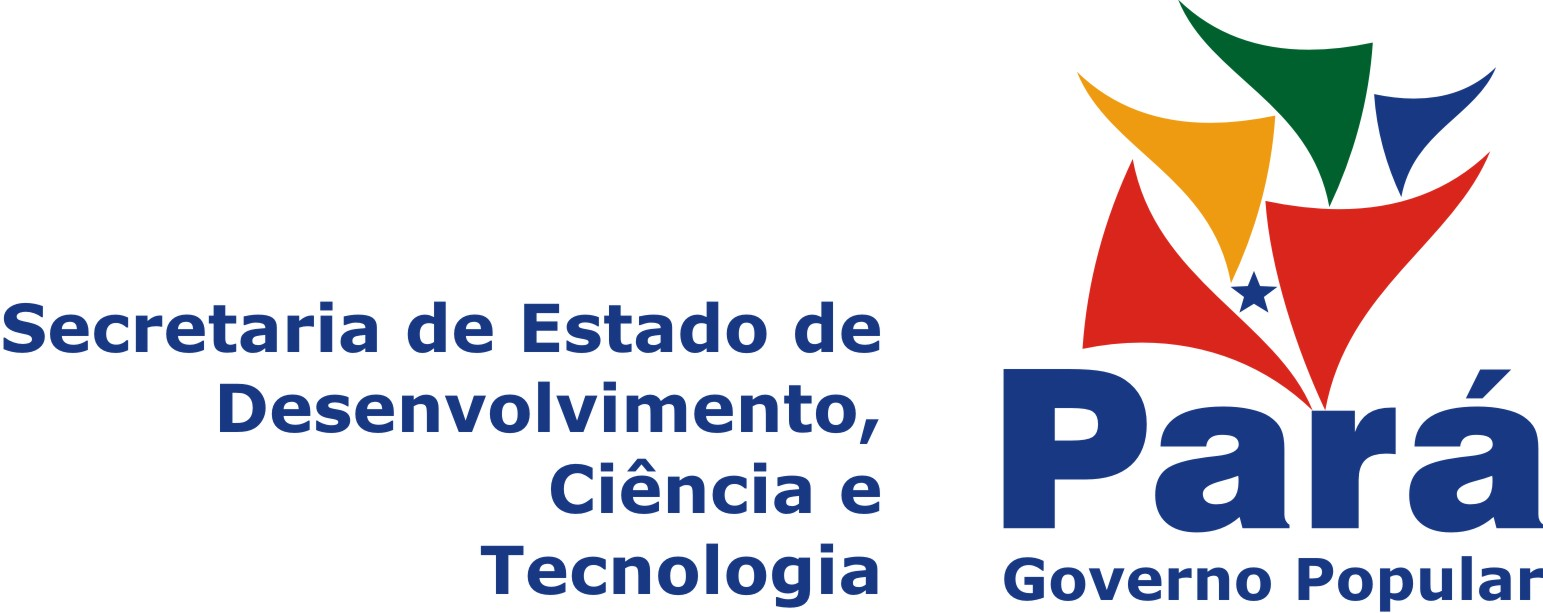 Secretaria de Estado de
Desenvolvimento,
Ciência e
Tecnologia
Pará
Governo Popular